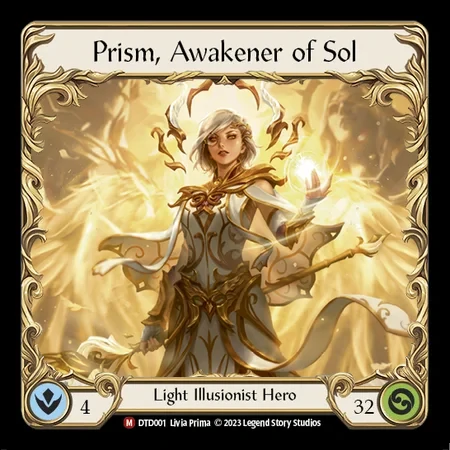 Prism, Awakener of Sol
Light Illusionist Hero
4
32
M DTD001 Livia Prima © 2023 Legend Story Studios